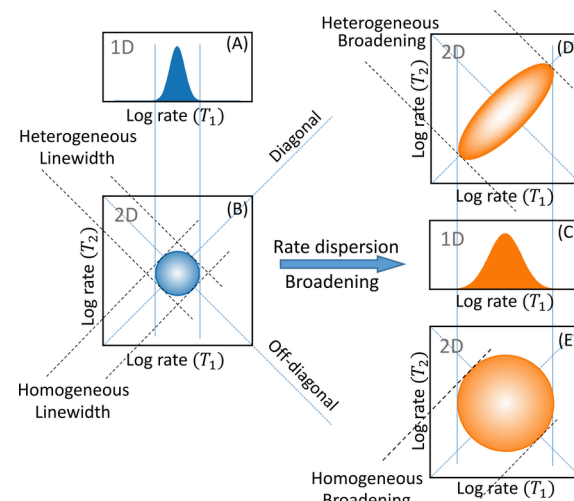 1D
(A)
Log rate (T₁)
Heterogeneous
Linewidth
Diagonal
2D
(B)
Log rate (T₂)
Log rate (T₁)
Homogeneous
Linewidth
Off-diagonal
Rate dispersion
Broadening
Heterogeneous
Broadening
2D
(D
Log rate (T₂)
Log rate (T₁)
1D
(C
Log rate (T₁)
2D
(E
Log rate (T₂)
Log rate (T₁)
Homogeneous
Broadening